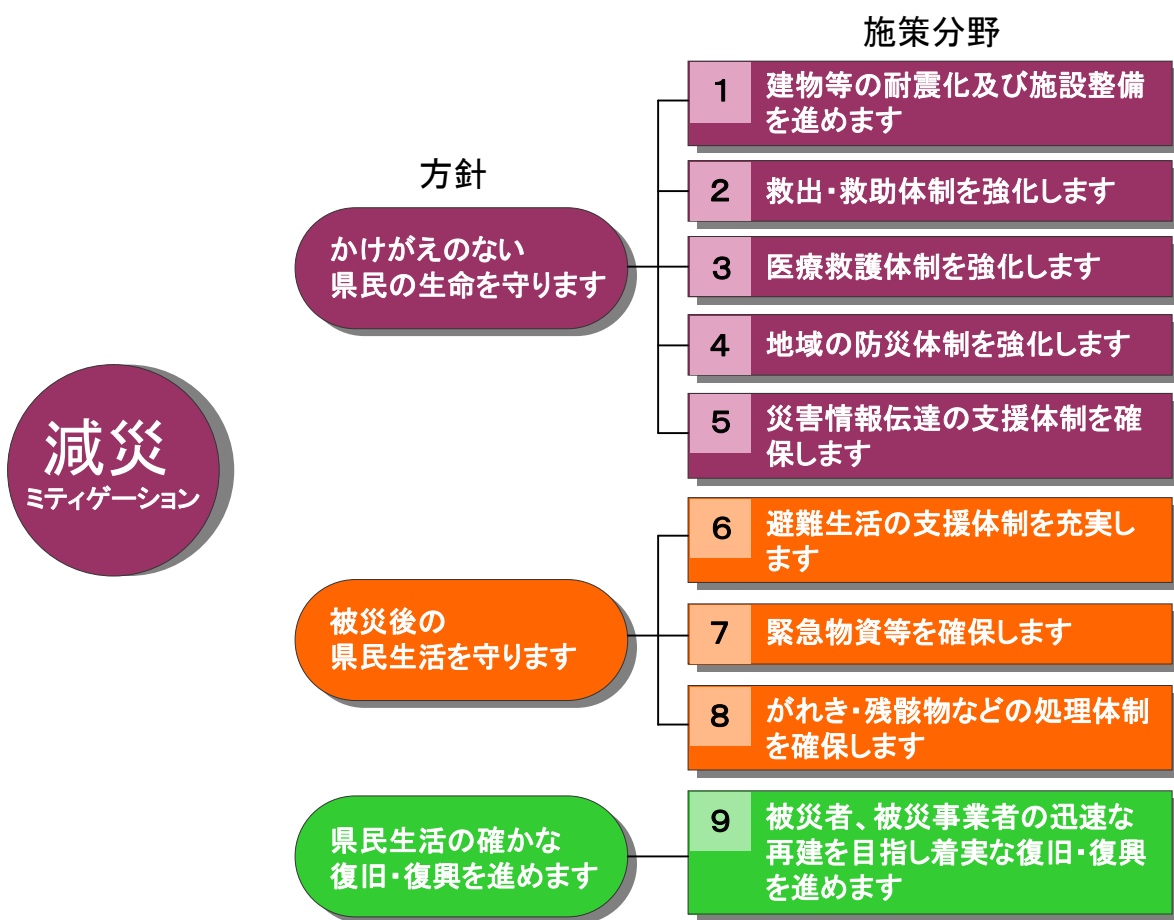 施策分野
方針
減災
ミティゲーション
かけがえのない
県民の生命を守ります
1
建物等の耐震化及び施設整備
を進めます
2
救出・救助体制を強化します
3
医療救護体制を強化します
4
地域の防災体制を強化します
5
災害情報伝達の支援体制を確
保します
被災後の
県民生活を守ります
6
避難生活の支援体制を充実し
ます
7
緊急物資等を確保します
8
がれき・残骸物などの処理体制
を確保します
県民生活の確かな
復旧・復興を進めます
9
被災者、被災事業者の迅速な
再建を目指し着実な復旧・復興
を進めます